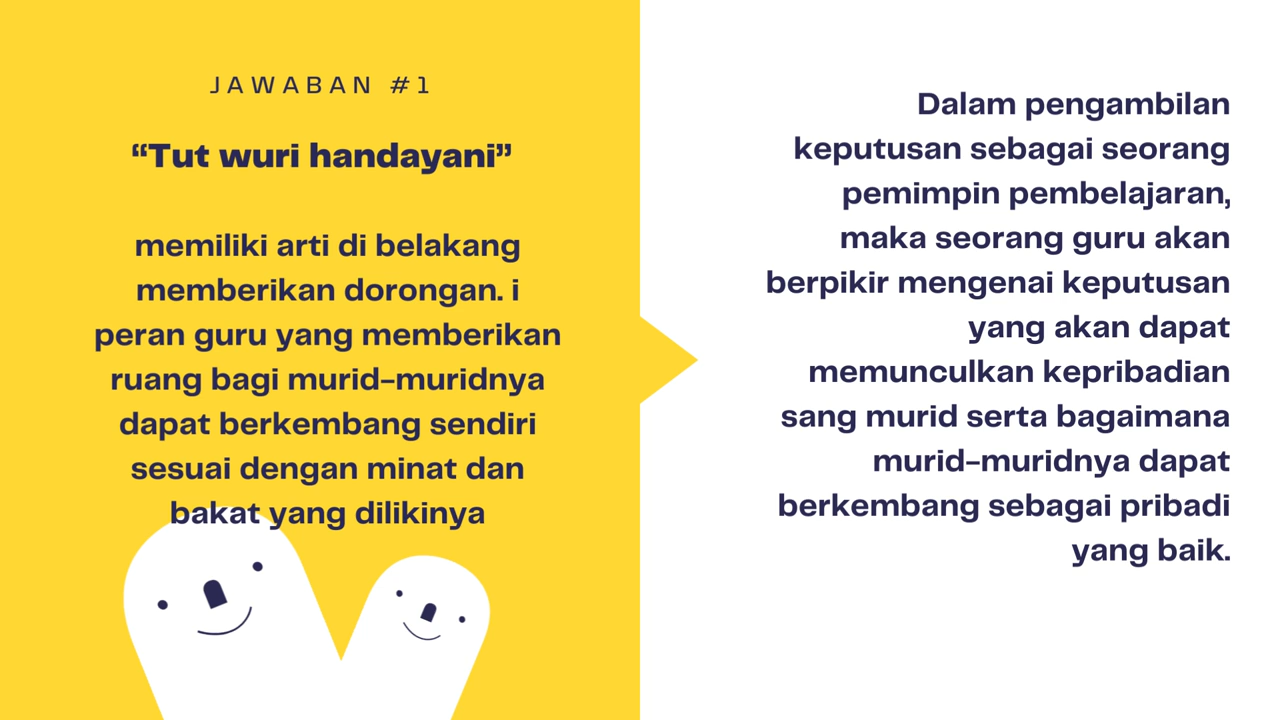 JAWABAN #1
“Tut wuri handayani”
memiliki arti di belakang
memberikan dorongan. i
peran guru yang memberikan
ruang bagi murid-muridnya
dapat berkembang sendiri
sesuai dengan minat dan
bakat yang dilikinya
Dalam pengambilan
keputusan sebagai seorang
pemimpin pembelajaran,
maka seorang guru akan
berpikir mengenai keputusan
yang akan dapat
memunculkan kepribadian
sang murid serta bagaimana
murid-muridnya dapat
berkembang sebagai pribadi
yang baik.